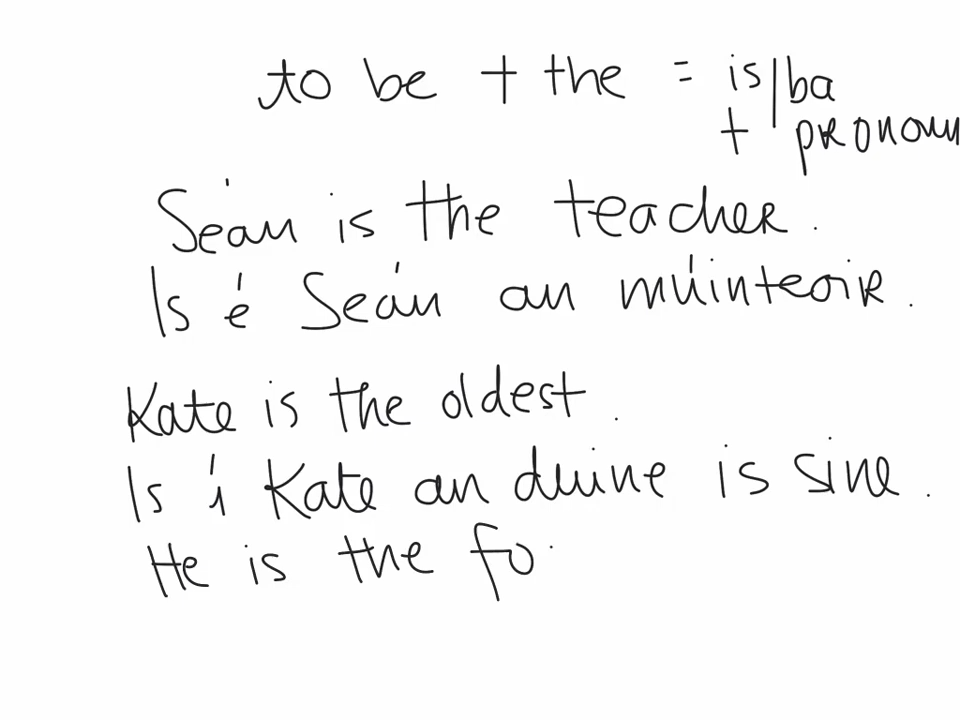 to be + the = is/ba
+ pronoun
Seán is the teacher.
Is é Seán an múinteoir.
Kate is the oldest.
Is í Kate an duine is sine.
He is the fo